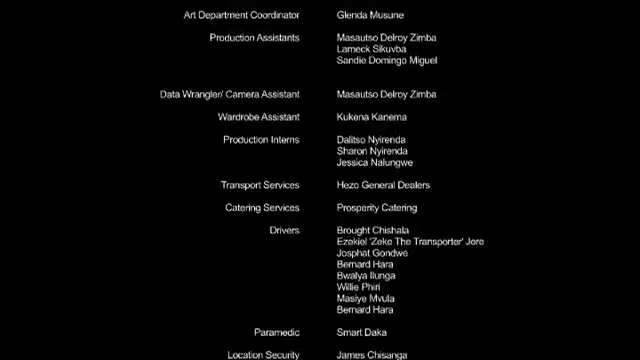 Art Department Coordinator Glenda Musune
Production Assistants Masautso Delroy Zimba
Lameck Sikuvba
Sandie Domingo Miguel
Data Wrangler/ Camera Assistant Masautso Delroy Zimba
Wardrobe Assistant Kukena Kanema
Production Interns Dalitso Nyirenda
Sharon Nyirenda
Jessica Nalungwe
Transport Services Hezo General Dealers
Catering Services Prosperity Catering
Drivers Brought Chishala
Ezekiel 'Zeke The Transporter' Jere
Josphat Gondwe
Bernard Hara
Bwalya Ilunga
Willie Phiri
Masiye Mvula
Bernard Hara
Paramedic Smart Daka
Location Security James Chisanga